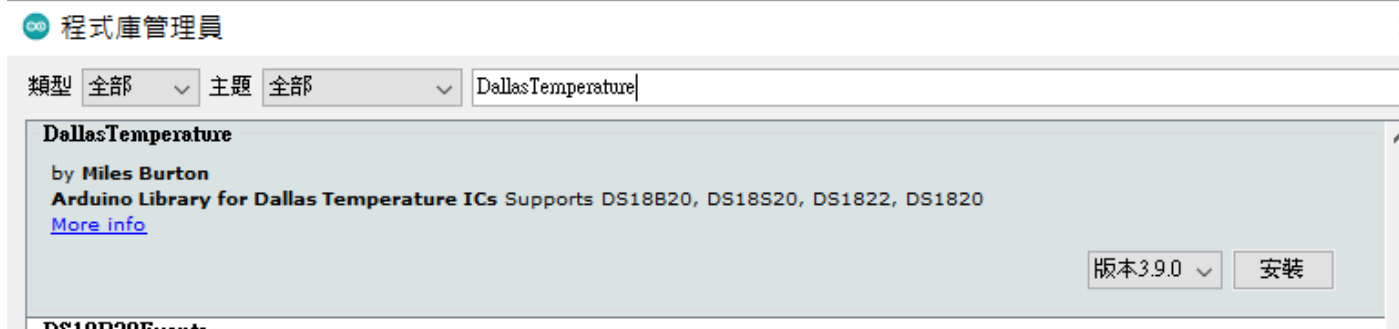 程式庫管理員
類型 全部 主題 全部 DallasTemperature
DallasTemperature
by Miles Burton
Arduino Library for Dallas Temperature ICs Supports DS18B20, DS18S20, DS1822, DS1820
More info
版本3.9.0 安裝
DS18B20Events